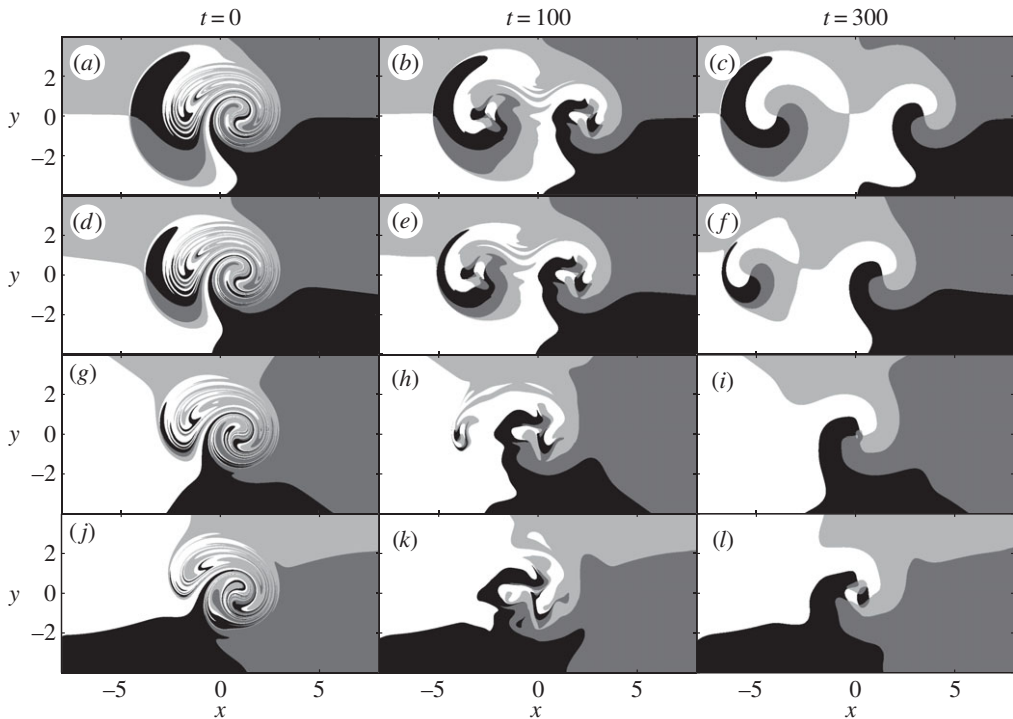 t = 0 t = 100 t = 300
(a) (b) (c)
2
y 0
−2
(d) (e) (f)
2
y 0
−2
(g) (h) (i)
2
y 0
−2
(j) (k) (l)
2
y 0
−2
−5 0 5 −5 0 5 −5 0 5
x x x